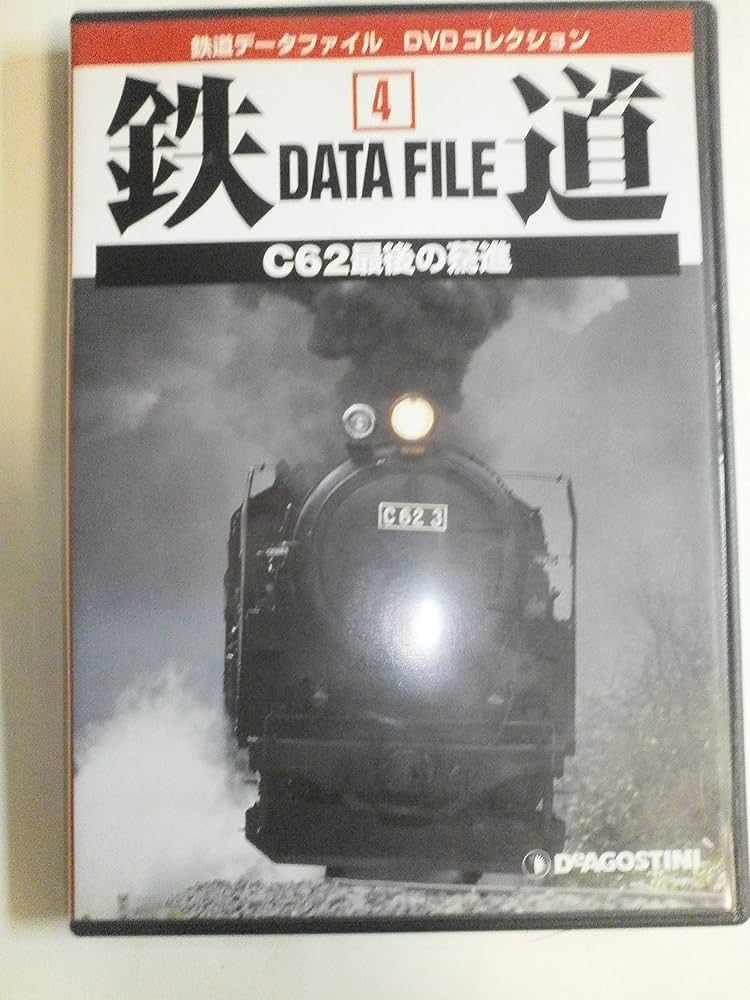 鉄道データファイル DVDコレクション
4
鉄 DATA FILE 道
C62最後の蒸進
C62 3
DeAGOSTINI